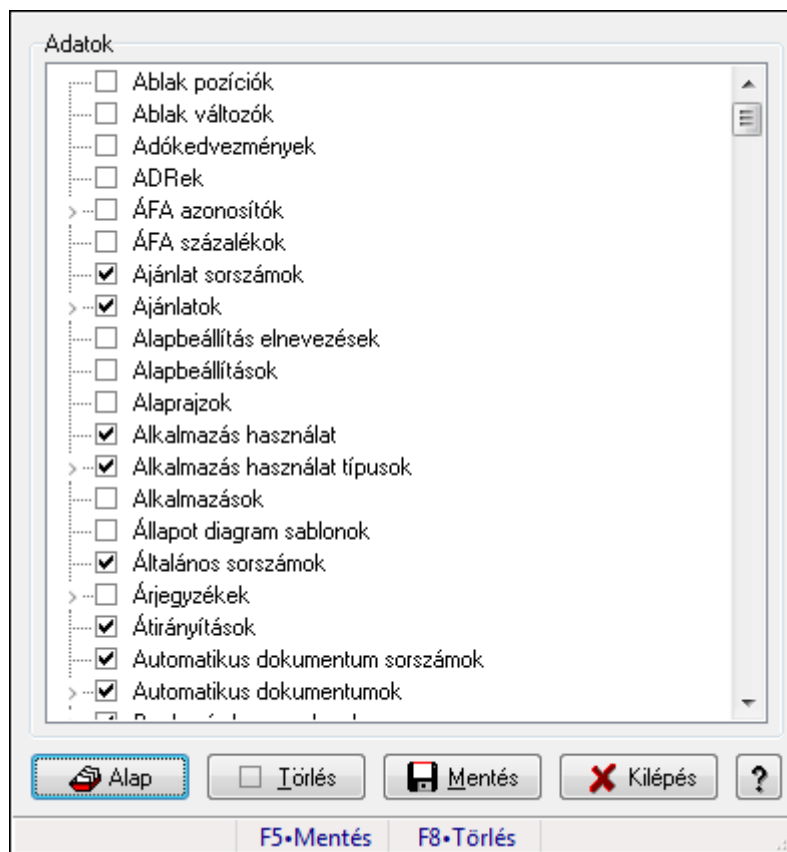 Adatok
Ablak pozíciók
Ablak változók
Adókedvezmények
ADRek
ÁFA azonosítók
ÁFA százalékok
Ajánlat sorszámok
Ajánlatok
Alapbeállítás elnevezések
Alapbeállítások
Alaprajzok
Alkalmazás használat
Alkalmazás használat típusok
Alkalmazások
Állapot diagram sablonok
Általános sorszámok
Árjegyzékek
Átirányítások
Automatikus dokumentum sorszámok
Automatikus dokumentumok
Alap Törlés Mentés Kilépés ?
F5•Mentés F8•Törlés